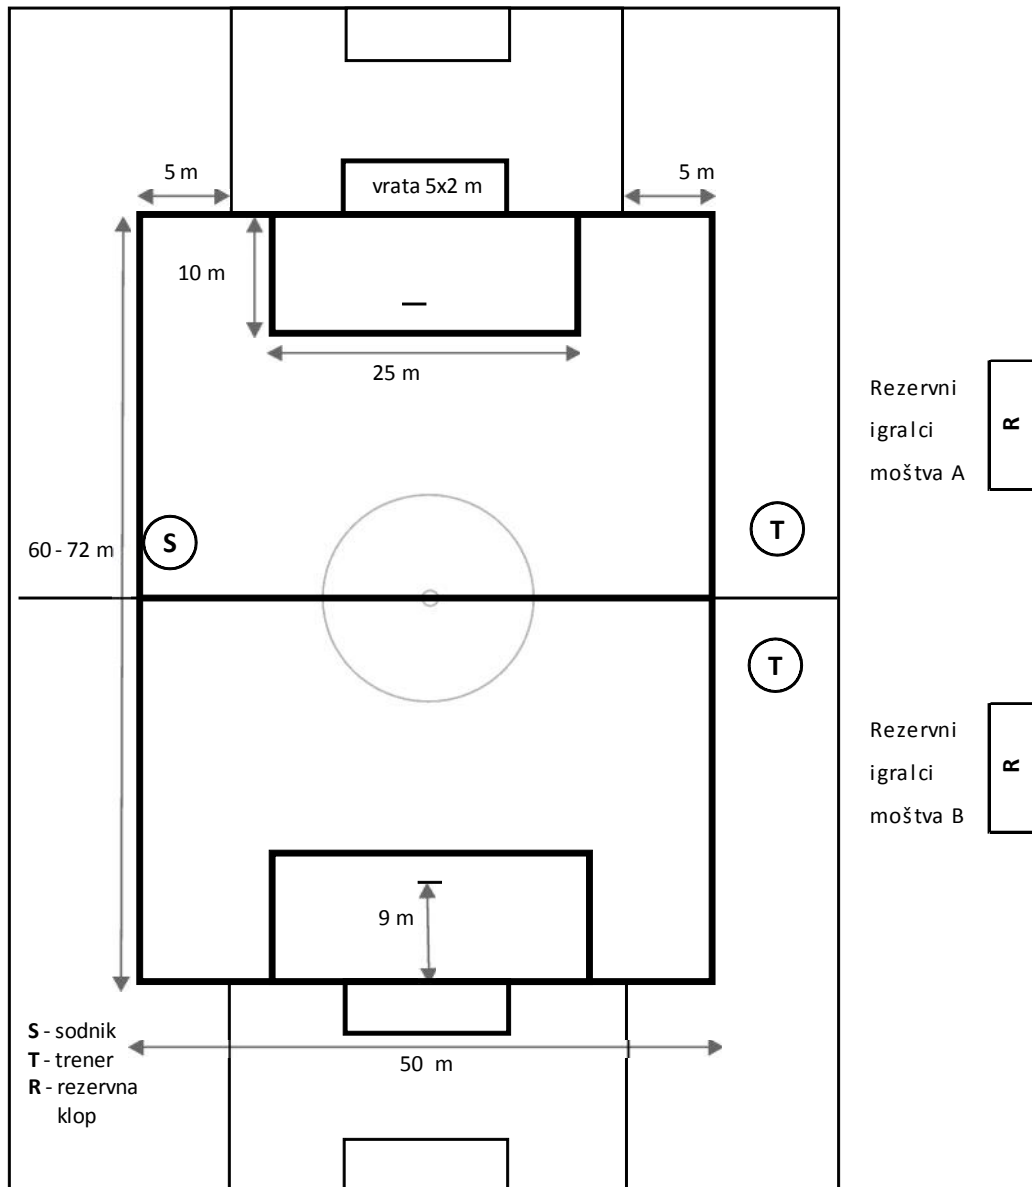 5 m
vrata 5x2 m
5 m
10 m
25 m
Rezervni
igralci
moštva A
R
S
T
60 - 72 m
T
Rezervni
igralci
moštva B
R
9 m
S - sodnik
T - trener
R - rezervna
klop
50 m